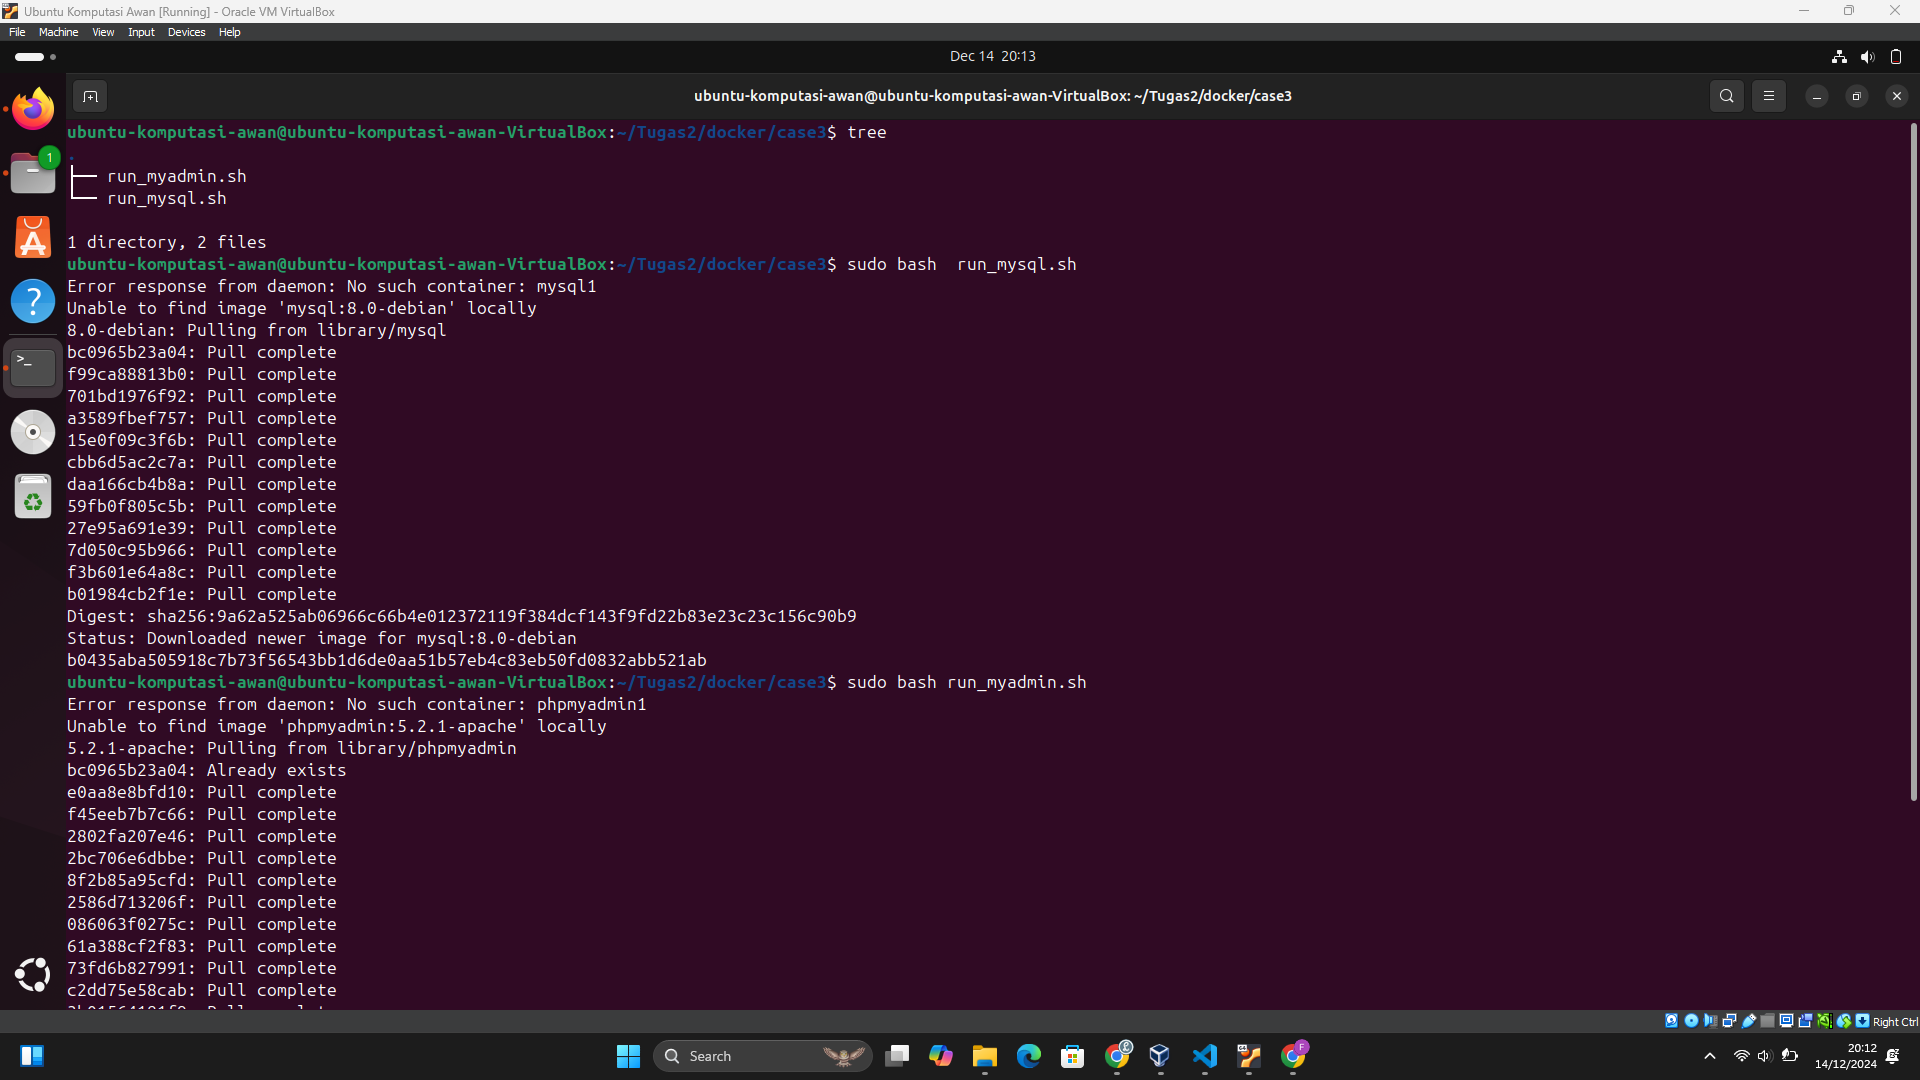 Ubuntu Komputasi Awan [Running] - Oracle VM VirtualBox
File Machine View Input Devices Help
Dec 14 20:13
ubuntu-komputasi-awan@ubuntu-komputasi-awan-VirtualBox: ~/Tugas2/docker/case3
1
ubuntu-komputasi-awan@ubuntu-komputasi-awan-VirtualBox:~/Tugas2/docker/case3$ tree
.
├── run_myadmin.sh
└── run_mysql.sh
1 directory, 2 files
ubuntu-komputasi-awan@ubuntu-komputasi-awan-VirtualBox:~/Tugas2/docker/case3$ sudo bash  run_mysql.sh
Error response from daemon: No such container: mysql1
Unable to find image 'mysql:8.0-debian' locally
8.0-debian: Pulling from library/mysql
bc0965b23a04: Pull complete
f99ca88813b0: Pull complete
701bd1976f92: Pull complete
a3589fbef757: Pull complete
15e0f09c3f6b: Pull complete
cbb6d5ac2c7a: Pull complete
daa166cb4b8a: Pull complete
59fb0f805c5b: Pull complete
27e95a691e39: Pull complete
7d050c95b966: Pull complete
f3b601e64a8c: Pull complete
b01984cb2f1e: Pull complete
Digest: sha256:9a62a525ab06966c66b4e012372119f384dcf143f9fd22b83e23c23c156c90b9
Status: Downloaded newer image for mysql:8.0-debian
b0435aba505918c7b73f56543bb1d6de0aa51b57eb4c83eb50fd0832abb521ab
ubuntu-komputasi-awan@ubuntu-komputasi-awan-VirtualBox:~/Tugas2/docker/case3$ sudo bash run_myadmin.sh
Error response from daemon: No such container: phpmyadmin1
Unable to find image 'phpmyadmin:5.2.1-apache' locally
5.2.1-apache: Pulling from library/phpmyadmin
bc0965b23a04: Already exists
e0aa8e8bfd10: Pull complete
f45eeb7b7c66: Pull complete
2802fa207e46: Pull complete
2bc706e6dbbe: Pull complete
8f2b85a95cfd: Pull complete
2586d713206f: Pull complete
086063f0275c: Pull complete
61a388cf2f83: Pull complete
73fd6b827991: Pull complete
c2dd75e58cab: Pull complete
Right Ctrl
Search
20:12
14/12/2024